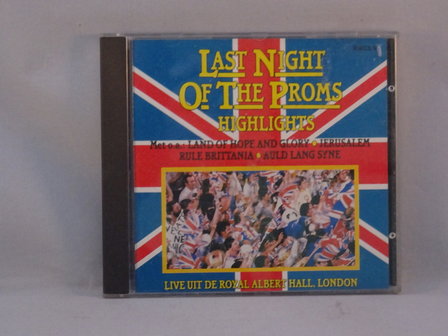 LAST NIGHT
OF THE PROMS
HIGHLIGHTS
Met o.a.: LAND OF HOPE AND GLORY • JERUSALEM
RULE BRITTANIA • AULD LANG SYNE
LIVE UIT DE ROYAL ALBERT HALL, LONDON